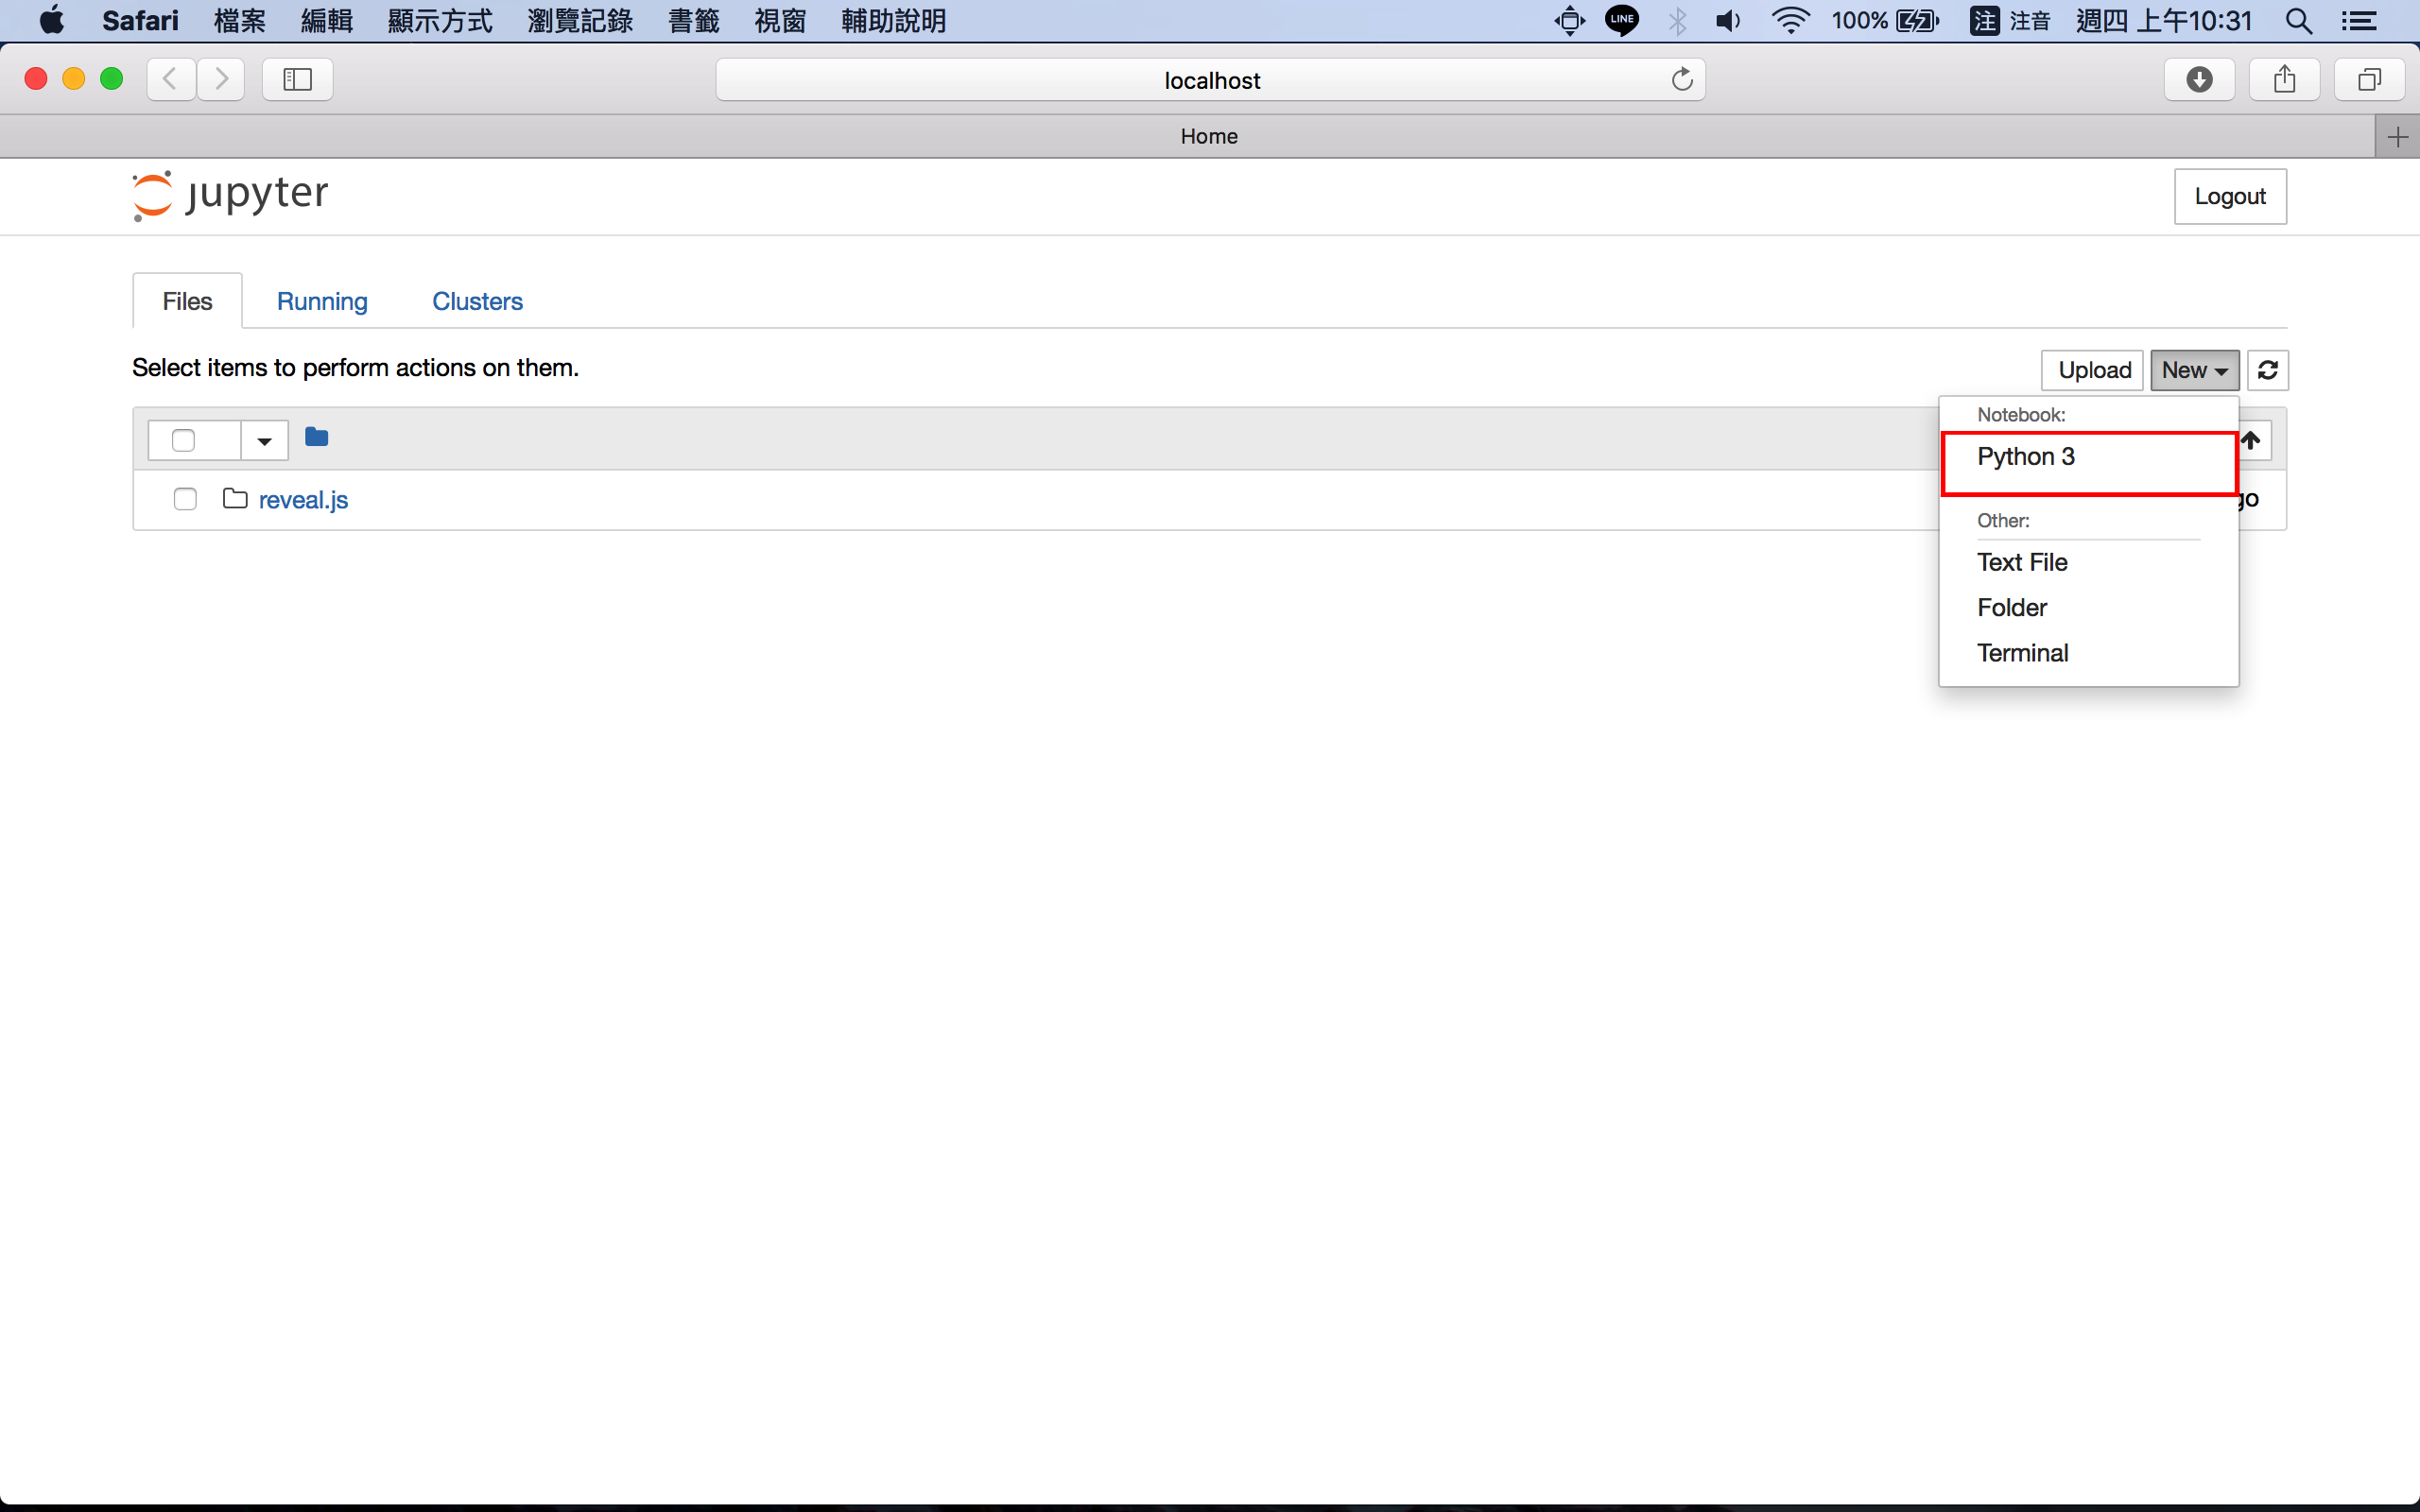 Safari 檔案 編輯 顯示方式 瀏覽記錄 書籤 視窗 輔助說明 LINE 100% 注 注音 週四 上午10:31
localhost
Home
jupyter Logout
Files Running Clusters
Select items to perform actions on them. Upload New
Notebook:
Python 3
reveal.js go
Other:
Text File
Folder
Terminal